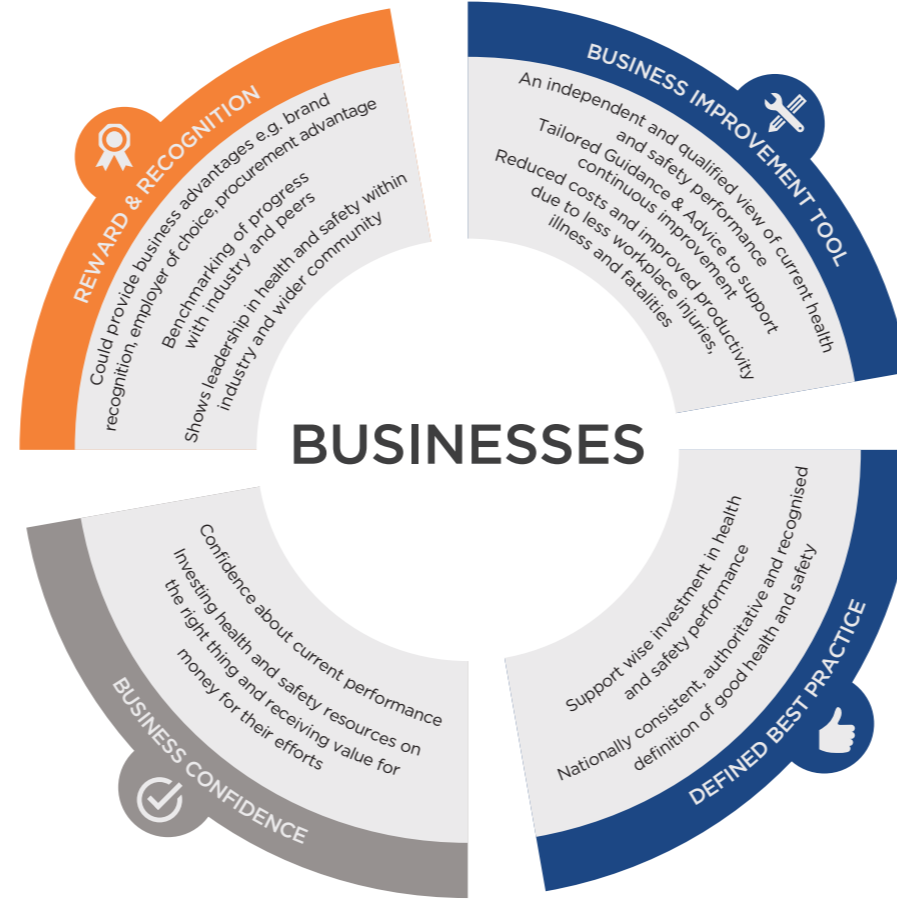 REWARD & RECOGNITION
Could provide business advantages e.g. brand
recognition, employer of choice, procurement advantage
Benchmarking of progress
with industry and peers
Shows leadership in health and safety within
industry and wider community
BUSINESS IMPROVEMENT TOOL
An independent and qualified view of current health
and safety performance
Tailored Guidance & Advice to support
continuous improvement
Reduced costs and improved productivity
due to less workplace injuries,
illness and fatalities
BUSINESSES
BUSINESS CONFIDENCE
Confidence about current performance
Investing health and safety resources on
the right thing and receiving value for
money for their efforts
DEFINED BEST PRACTICE
Support wise investment in health
and safety performance
Nationally consistent, authoritative and recognised
definition of good health and safety